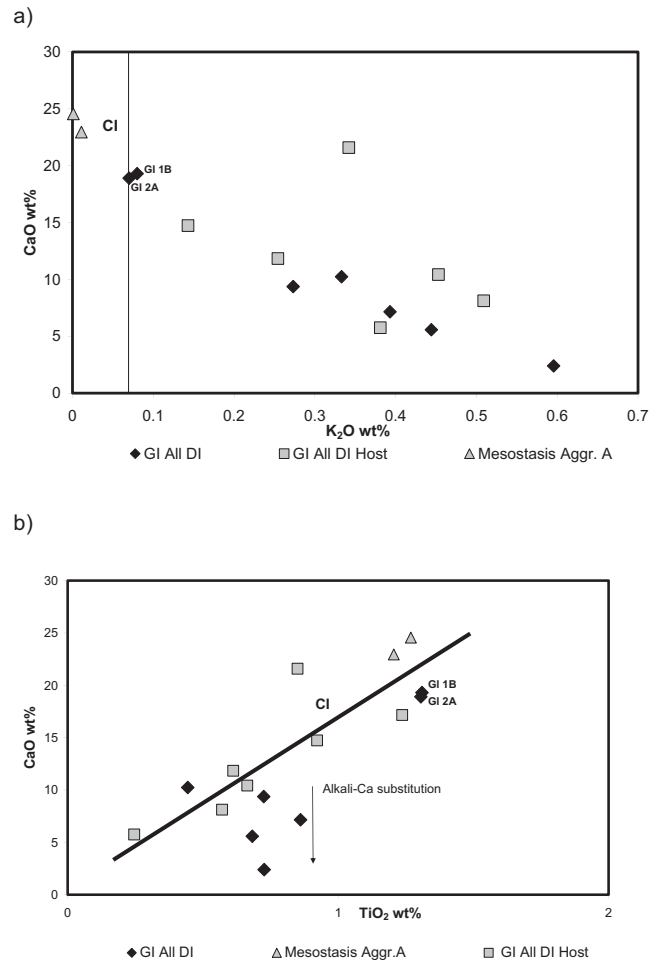 a)
30
25
20
15
10
5
0
CaO wt%
CI
GI 1B
GI 2A
0 0.1 0.2 0.3 0.4 0.5 0.6 0.7
K₂O wt%
GI All DI GI All DI Host Mesostasis Aggr. A
b)
30
25
20
15
10
5
0
CaO wt%
CI
GI 1B
GI 2A
Alkali-Ca substitution
0 1 2
TiO₂ wt%
GI All DI Mesostasis Aggr.A GI All DI Host